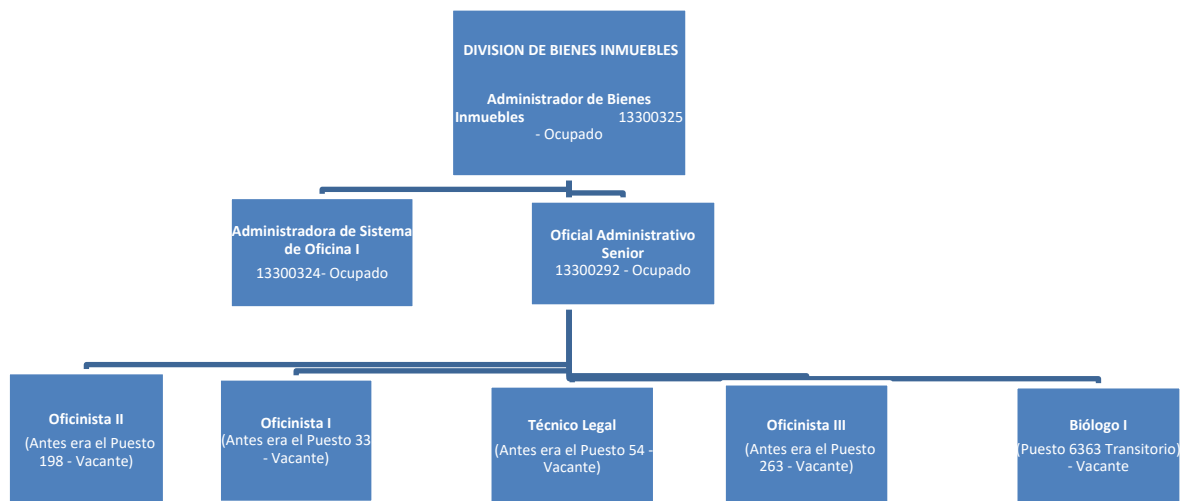 DIVISION DE BIENES INMUEBLES
Administrador de Bienes
Inmuebles 13300325
- Ocupado
Administradora de Sistema
de Oficina I
13300324- Ocupado
Oficial Administrativo
Senior
13300292 - Ocupado
Oficinista II
(Antes era el Puesto
198 - Vacante)
Oficinista I
(Antes era el Puesto 33
- Vacante)
Técnico Legal
(Antes era el Puesto 54 -
Vacante)
Oficinista III
(Antes era el Puesto
263 - Vacante)
Biólogo I
(Puesto 6363 Transitorio)
- Vacante